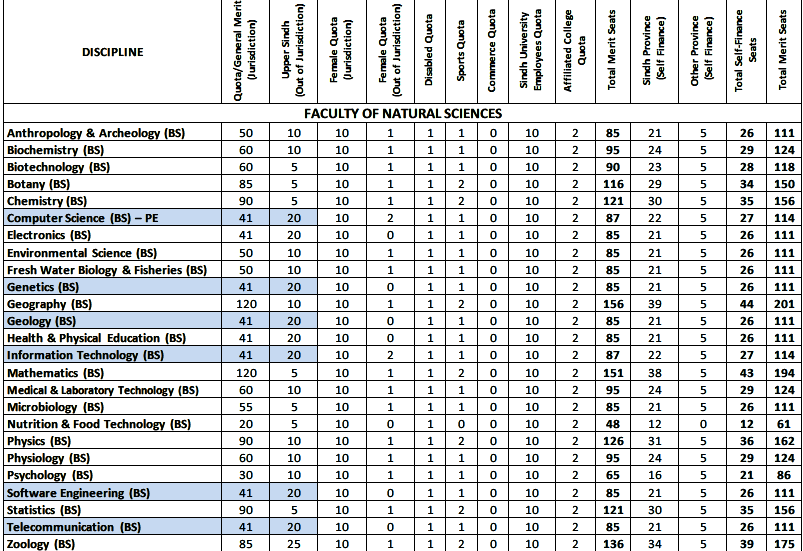 DISCIPLINE Quota/General Merit (Jurisdiction) Upper Sindh (Out of Jurisdiction) Female Quota (Jurisdiction) Female Quota (Out of Jurisdiction) Disabled Quota Sports Quota Commerce Quota Sindh University Employees Quota Affiliated College Quota Total Merit Seats Sindh Province (Self Finance) Other Province (Self Finance) Total Self-Finance Seats Total Merit Seats
FACULTY OF NATURAL SCIENCES
Anthropology & Archeology (BS) 50 10 10 1 1 1 0 10 2 85 21 5 26 111
Biochemistry (BS) 60 10 10 1 1 1 0 10 2 95 24 5 29 124
Biotechnology (BS) 60 5 10 1 1 1 0 10 2 90 23 5 28 118
Botany (BS) 85 5 10 1 1 2 0 10 2 116 29 5 34 150
Chemistry (BS) 90 5 10 1 1 2 0 10 2 121 30 5 35 156
Computer Science (BS) – PE 41 20 10 2 1 1 0 10 2 87 22 5 27 114
Electronics (BS) 41 20 10 0 1 1 0 10 2 85 21 5 26 111
Environmental Science (BS) 50 10 10 1 1 1 0 10 2 85 21 5 26 111
Fresh Water Biology & Fisheries (BS) 50 10 10 1 1 1 0 10 2 85 21 5 26 111
Genetics (BS) 41 20 10 0 1 1 0 10 2 85 21 5 26 111
Geography (BS) 120 10 10 1 1 2 0 10 2 156 39 5 44 201
Geology (BS) 41 20 10 0 1 1 0 10 2 85 21 5 26 111
Health & Physical Education (BS) 41 20 10 0 1 1 0 10 2 85 21 5 26 111
Information Technology (BS) 41 20 10 2 1 1 0 10 2 87 22 5 27 114
Mathematics (BS) 120 5 10 1 1 2 0 10 2 151 38 5 43 194
Medical & Laboratory Technology (BS) 60 10 10 1 1 1 0 10 2 95 24 5 29 124
Microbiology (BS) 55 5 10 1 1 1 0 10 2 85 21 5 26 111
Nutrition & Food Technology (BS) 20 5 10 0 1 0 0 10 2 48 12 0 12 61
Physics (BS) 90 10 10 1 1 2 0 10 2 126 31 5 36 162
Physiology (BS) 60 10 10 1 1 1 0 10 2 95 24 5 29 124
Psychology (BS) 30 10 10 1 1 1 0 10 2 65 16 5 21 86
Software Engineering (BS) 41 20 10 0 1 1 0 10 2 85 21 5 26 111
Statistics (BS) 90 5 10 1 1 2 0 10 2 121 30 5 35 156
Telecommunication (BS) 41 20 10 0 1 1 0 10 2 85 21 5 26 111
Zoology (BS) 85 25 10 1 1 2 0 10 2 136 34 5 39 175